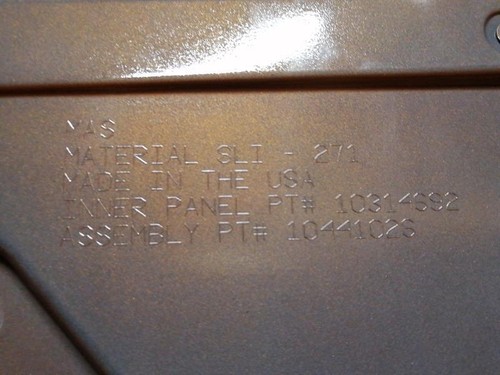 MAS
MATERIAL SLI - 271
MADE IN THE USA
INNER PANEL PT# 10314692
ASSEMBLY PT# 10441026